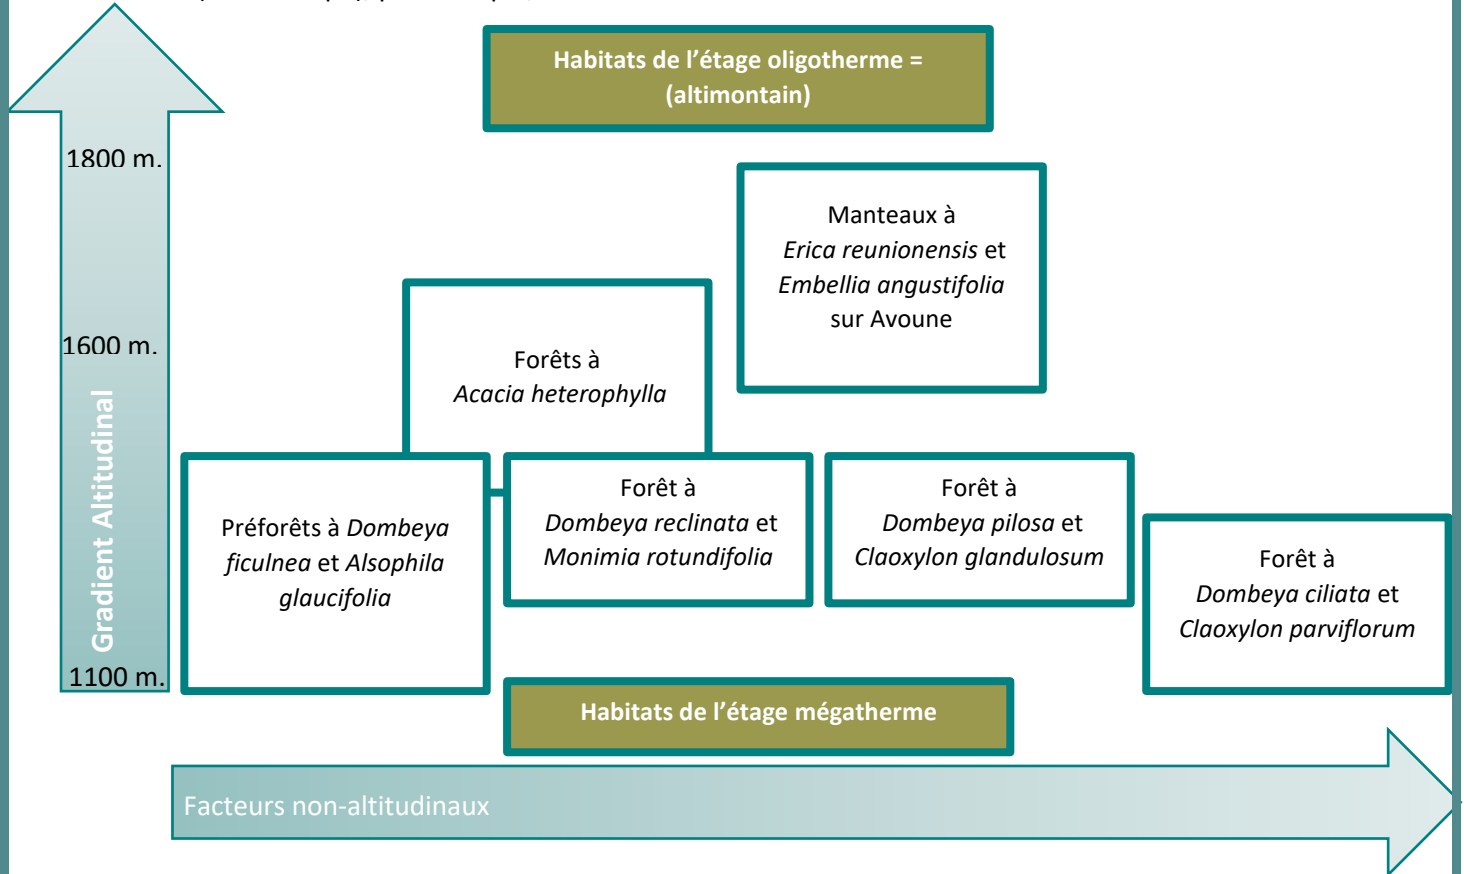 Habitats de l’étage oligotherme =
(altimontain)
1800 m.
Manteaux à
Erica reunionensis et
Embellia angustifolia
sur Avoune
1600 m.
Forêts à
Acacia heterophylla
Gradient Altitudinal
Préforêts à Dombeya
ficulnea et Alsophila
glaucifolia
Forêt à
Dombeya reclinata et
Monimia rotundifolia
Forêt à
Dombeya pilosa et
Claoxylon glandulosum
Forêt à
Dombeya ciliata et
Claoxylon parviflorum
1100 m.
Habitats de l’étage mégatherme
Facteurs non-altitudinaux